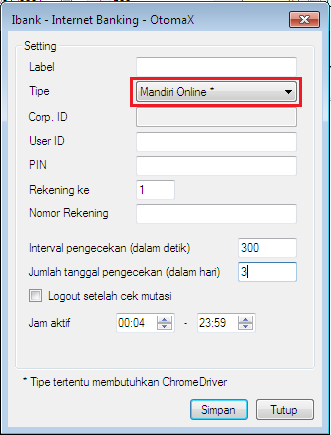 Ibank - Internet Banking - OtomaX
Setting
Label
Tipe Mandiri Online *
Corp. ID
User ID
PIN
Rekening ke 1
Nomor Rekening
Interval pengecekan (dalam detik) 300
Jumlah tanggal pengecekan (dalam hari) 3
Logout setelah cek mutasi
Jam aktif 00:04 - 23:59
* Tipe tertentu membutuhkan ChromeDriver
Simpan Tutup